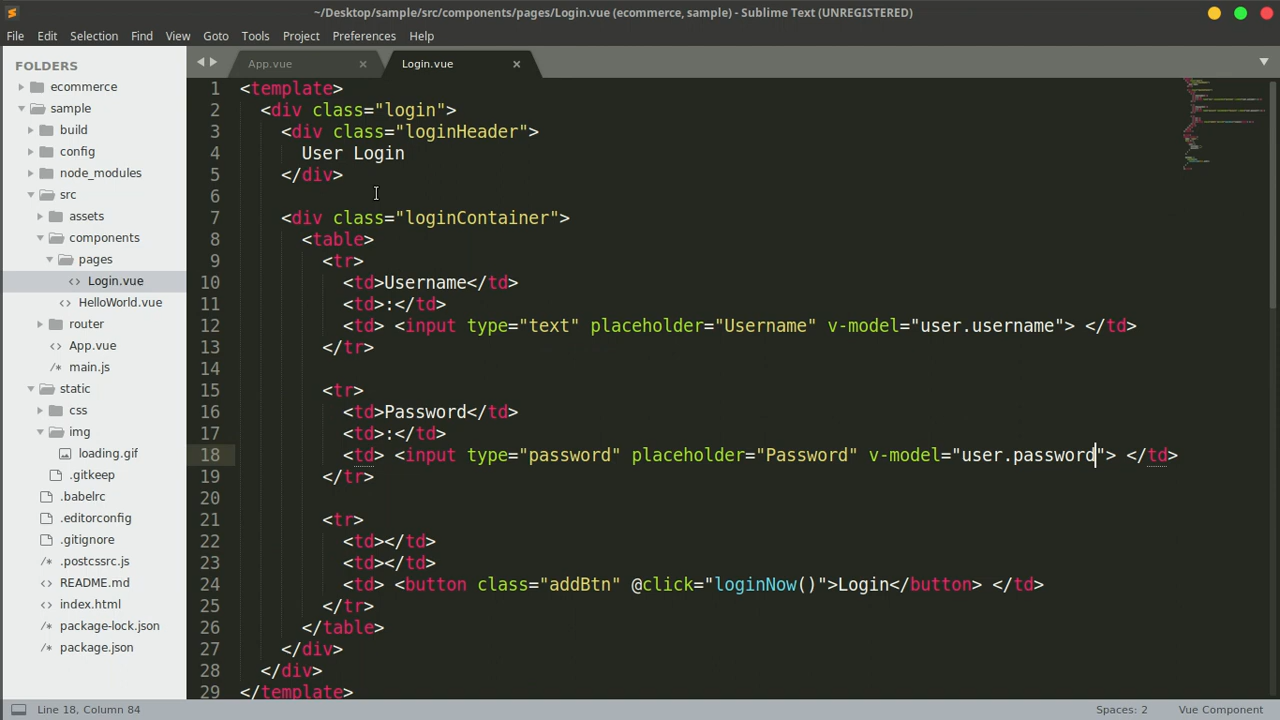 ~/Desktop/sample/src/components/pages/Login.vue (ecommerce, sample) - Sublime Text (UNREGISTERED)
File Edit Selection Find View Goto Tools Project Preferences Help
FOLDERS
ecommerce
sample
build
config
node_modules
src
assets
components
pages
<> Login.vue
<> HelloWorld.vue
router
<> App.vue
/* main.js
static
css
img
loading.gif
.gitkeep
.babelrc
.editorconfig
.gitignore
/* .postcssrc.js
<> README.md
<> index.html
/* package-lock.json
/* package.json
App.vue × Login.vue ×
1 <template>
2 <div class="login">
3 <div class="loginHeader">
4 User Login
5 </div>
6
7 <div class="loginContainer">
8 <table>
9 <tr>
10 <td>Username</td>
11 <td>:</td>
12 <td> <input type="text" placeholder="Username" v-model="user.username"> </td>
13 </tr>
14
15 <tr>
16 <td>Password</td>
17 <td>:</td>
18 <td> <input type="password" placeholder="Password" v-model="user.password"> </td>
19 </tr>
20
21 <tr>
22 <td></td>
23 <td></td>
24 <td> <button class="addBtn" @click="loginNow()">Login</button> </td>
25 </tr>
26 </table>
27 </div>
28 </div>
29 </template>
Line 18, Column 84 Spaces: 2 Vue Component